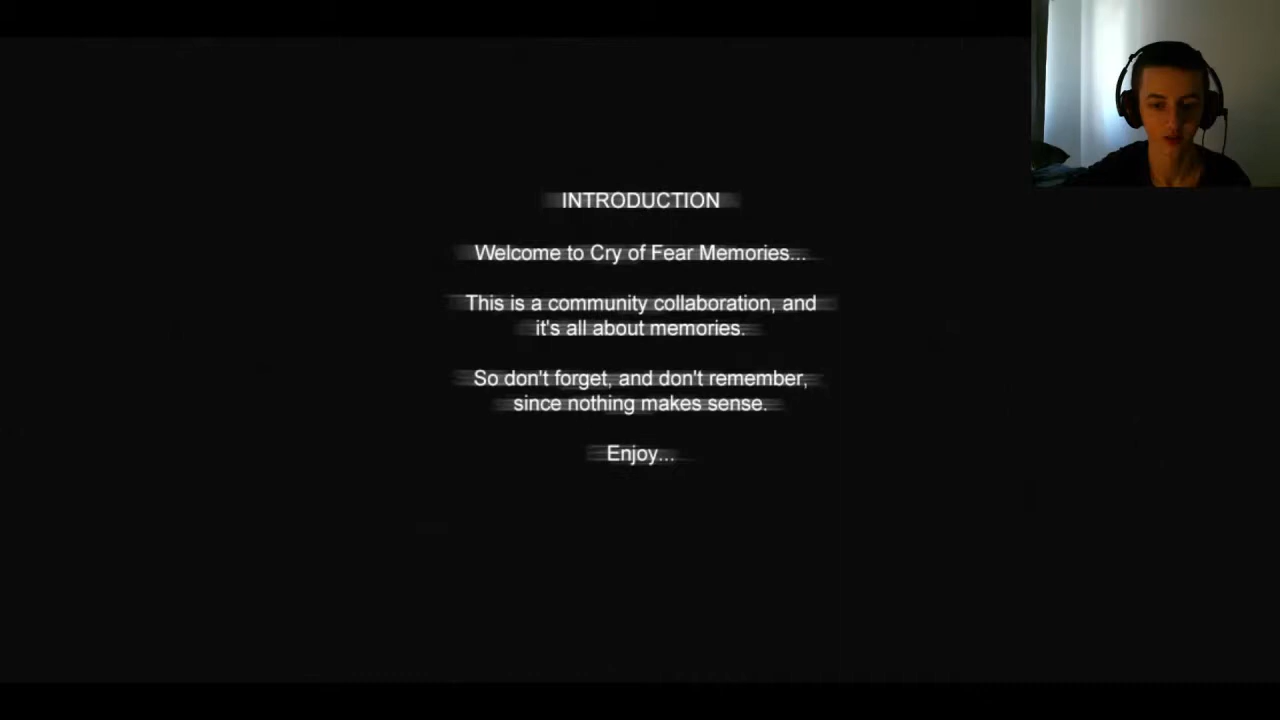 INTRODUCTION
Welcome to Cry of Fear Memories...
This is a community collaboration, and
it's all about memories.
So don't forget, and don't remember,
since nothing makes sense.
Enjoy...